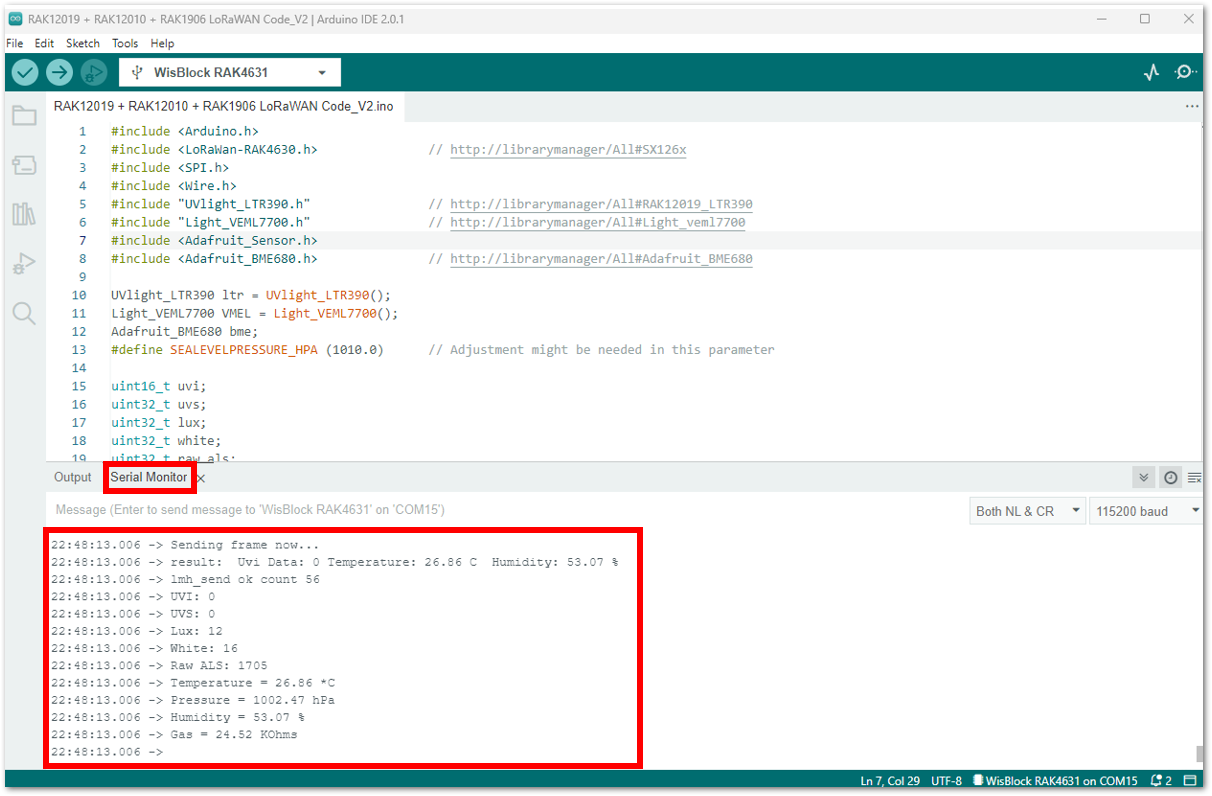 RAK12019 + RAK12010 + RAK1906 LoRaWAN Code_V2 | Arduino IDE 2.0.1
File Edit Sketch Tools Help
WisBlock RAK4631
RAK12019 + RAK12010 + RAK1906 LoRaWAN Code_V2.ino
1 #include <Arduino.h>
2 #include <LoRaWan-RAK4630.h> // http://librarymanager/All#SX126x
3 #include <SPI.h>
4 #include <Wire.h>
5 #include "UVlight_LTR390.h" // http://librarymanager/All#RAK12019_LTR390
6 #include "Light_VEML7700.h" // http://librarymanager/All#Light_veml7700
7 #include <Adafruit_Sensor.h>
8 #include <Adafruit_BME680.h> // http://librarymanager/All#Adafruit_BME680
9
10 UVlight_LTR390 ltr = UVlight_LTR390();
11 Light_VEML7700 VMEL = Light_VEML7700();
12 Adafruit_BME680 bme;
13 #define SEALEVELPRESSURE_HPA (1010.0) // Adjustment might be needed in this parameter
14
15 uint16_t uvi;
16 uint32_t uvs;
17 uint32_t lux;
18 uint32_t white;
19 uint32_t raw_als;
Output Serial Monitor x
Message (Enter to send message to 'WisBlock RAK4631' on 'COM15')
Both NL & CR 115200 baud
22:48:13.006 -> Sending frame now...
22:48:13.006 -> result: Uvi Data: 0 Temperature: 26.86 C Humidity: 53.07 %
22:48:13.006 -> lmh_send ok count 56
22:48:13.006 -> UVI: 0
22:48:13.006 -> UVS: 0
22:48:13.006 -> Lux: 12
22:48:13.006 -> White: 16
22:48:13.006 -> Raw ALS: 1705
22:48:13.006 -> Temperature = 26.86 *C
22:48:13.006 -> Pressure = 1002.47 hPa
22:48:13.006 -> Humidity = 53.07 %
22:48:13.006 -> Gas = 24.52 KOhms
22:48:13.006 ->
Ln 7, Col 29 UTF-8 WisBlock RAK4631 on COM15 2